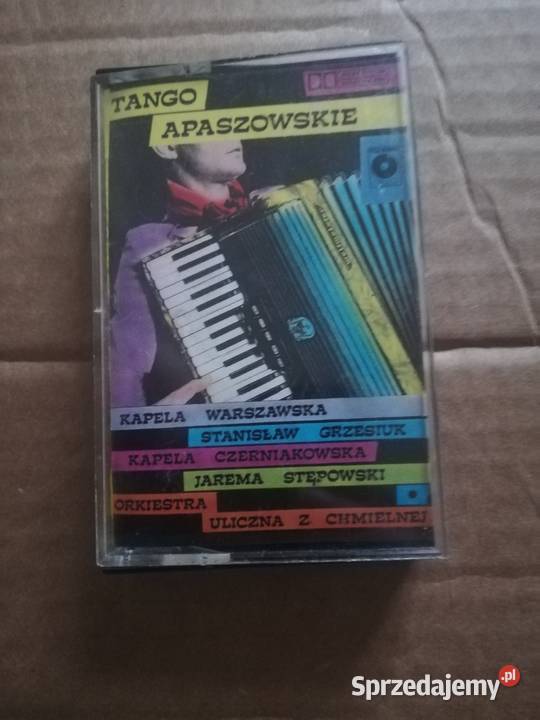 TANGO
APASZOWSKIE
KAPELA WARSZAWSKA
STANISŁAW GRZESIUK
KAPELA CZERNIAKOWSKA
JAREMA STĘPOWSKI
ORKIESTRA
ULICZNA Z CHMIELNEJ
Sprzedajemy.pl